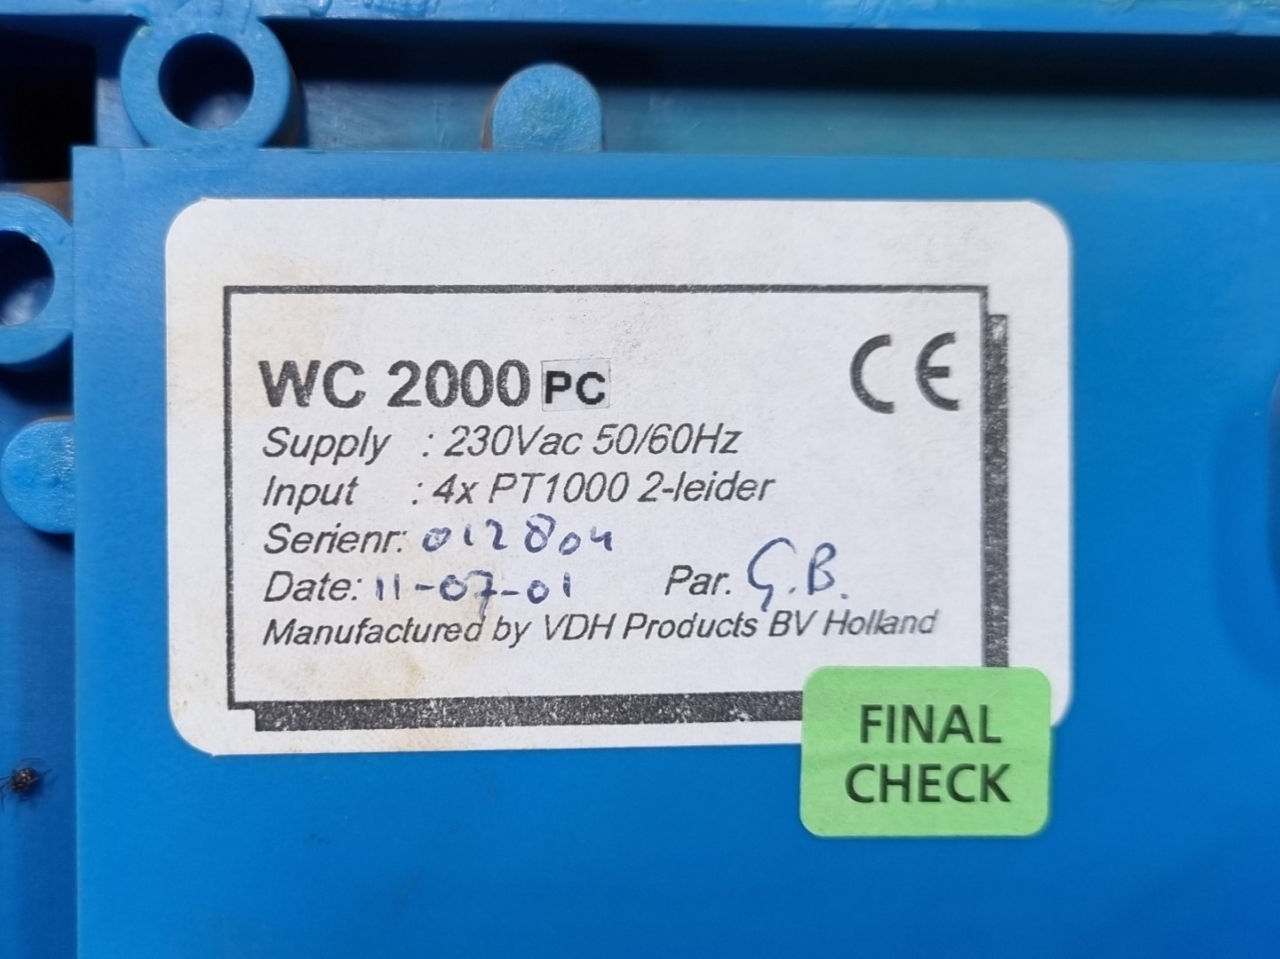 WC 2000 PC CE
Supply : 230Vac 50/60Hz
Input : 4x PT1000 2-leider
Serienr: 012804
Date: 11-07-01 Par. G.B.
Manufactured by VDH Products BV Holland
FINAL
CHECK